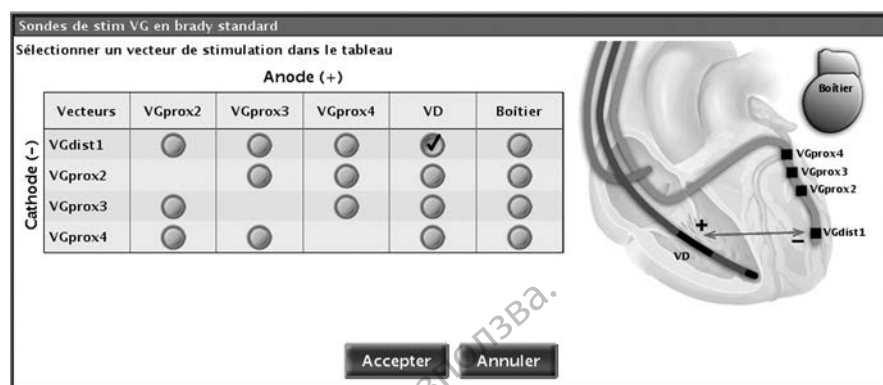 Sondes de stim VG en brady standard
Sélectionner un vecteur de stimulation dans le tableau
Anode (+)
Vecteurs VGprox2 VGprox3 VGprox4 VD Boîtier
Cathode (-)
VGdist1
VGprox2
VGprox3
VGprox4
Boîtier
VGprox4
VGprox3
VGprox2
+
-
VGdist1
VD
Accepter Annuler